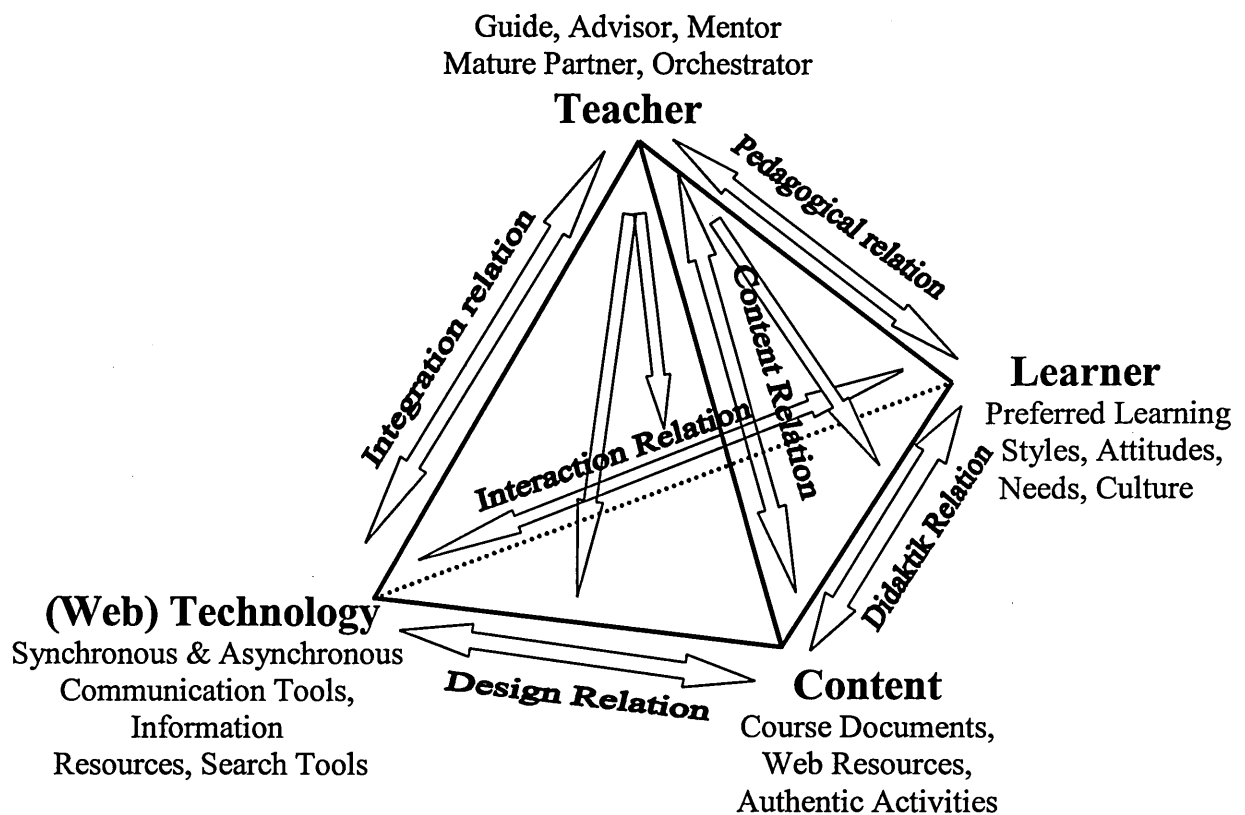 Guide, Advisor, Mentor
Mature Partner, Orchestrator
Teacher
Pedagogical relation
Integration relation
Content Relation
Interaction Relation
Learner
Preferred Learning
Styles, Attitudes,
Needs, Culture
Didaktik Relation
(Web) Technology
Synchronous & Asynchronous
Communication Tools,
Information
Resources, Search Tools
Design Relation
Content
Course Documents,
Web Resources,
Authentic Activities